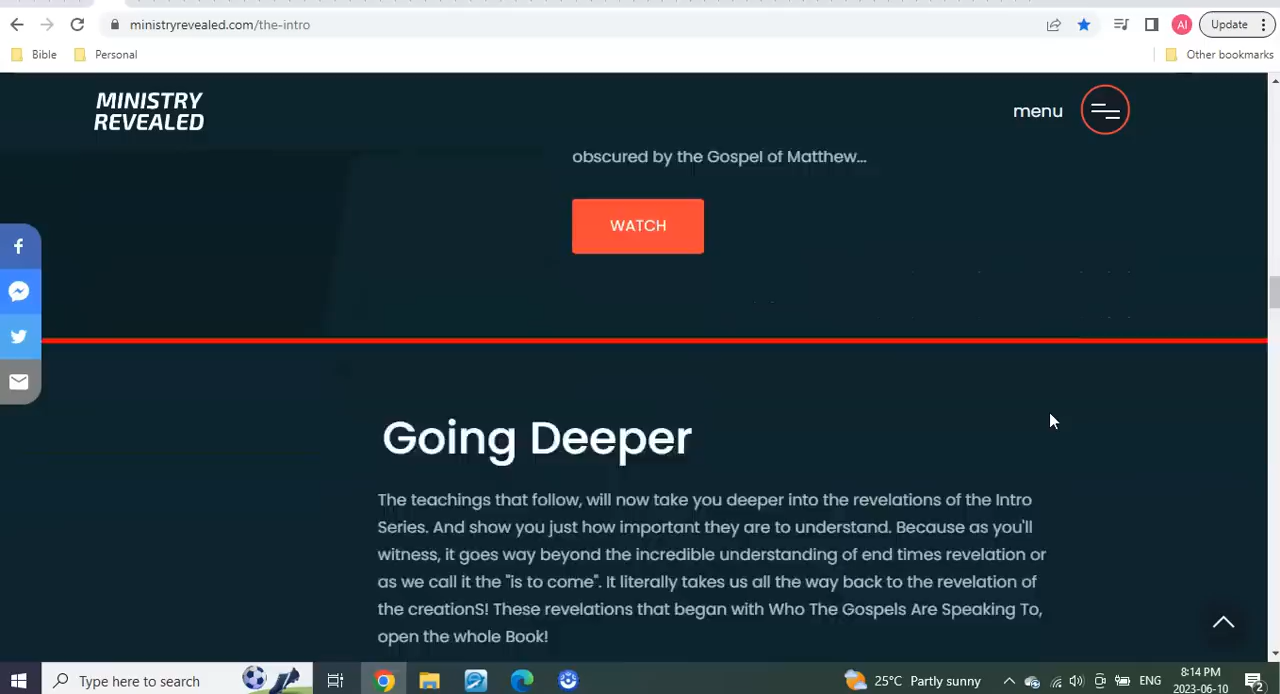 ministryrevealed.com/the-intro
AI
Update
Bible
Personal
Other bookmarks
MINISTRY
REVEALED
menu
obscured by the Gospel of Matthew...
WATCH
Going Deeper
The teachings that follow, will now take you deeper into the revelations of the Intro
Series. And show you just how important they are to understand. Because as you'll
witness, it goes way beyond the incredible understanding of end times revelation or
as we call it the "is to come". It literally takes us all the way back to the revelation of
the creationS! These revelations that began with Who The Gospels Are Speaking To,
open the whole Book!
Type here to search
25°C Partly sunny
ENG
8:14 PM
2023-06-10
2